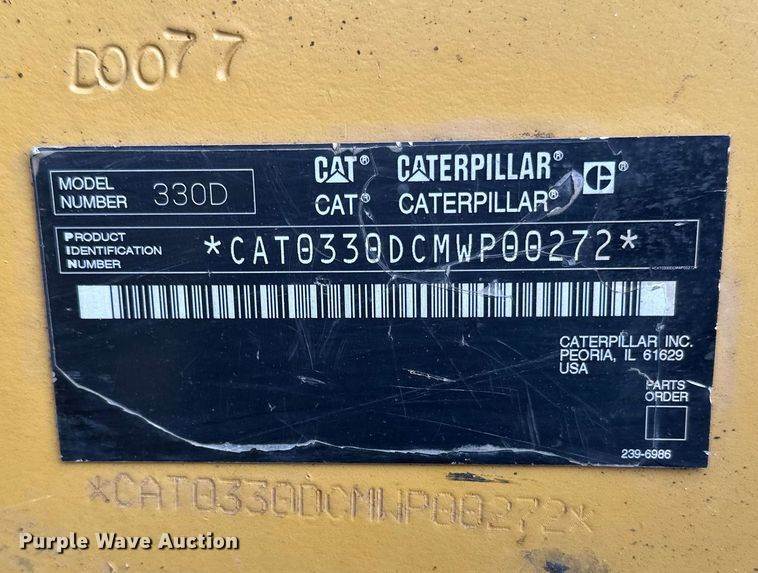 D0077
CAT® CATERPILLAR® C®
CAT® CATERPILLAR®
MODEL NUMBER 330D
PRODUCT IDENTIFICATION NUMBER *CAT0330DCMWP00272*
*CAT0330DCMWP00272*
CATERPILLAR INC.
PEORIA, IL 61629
USA
PARTS
ORDER
239-6986
*CAT0330DCMWP00272*
Purple Wave Auction